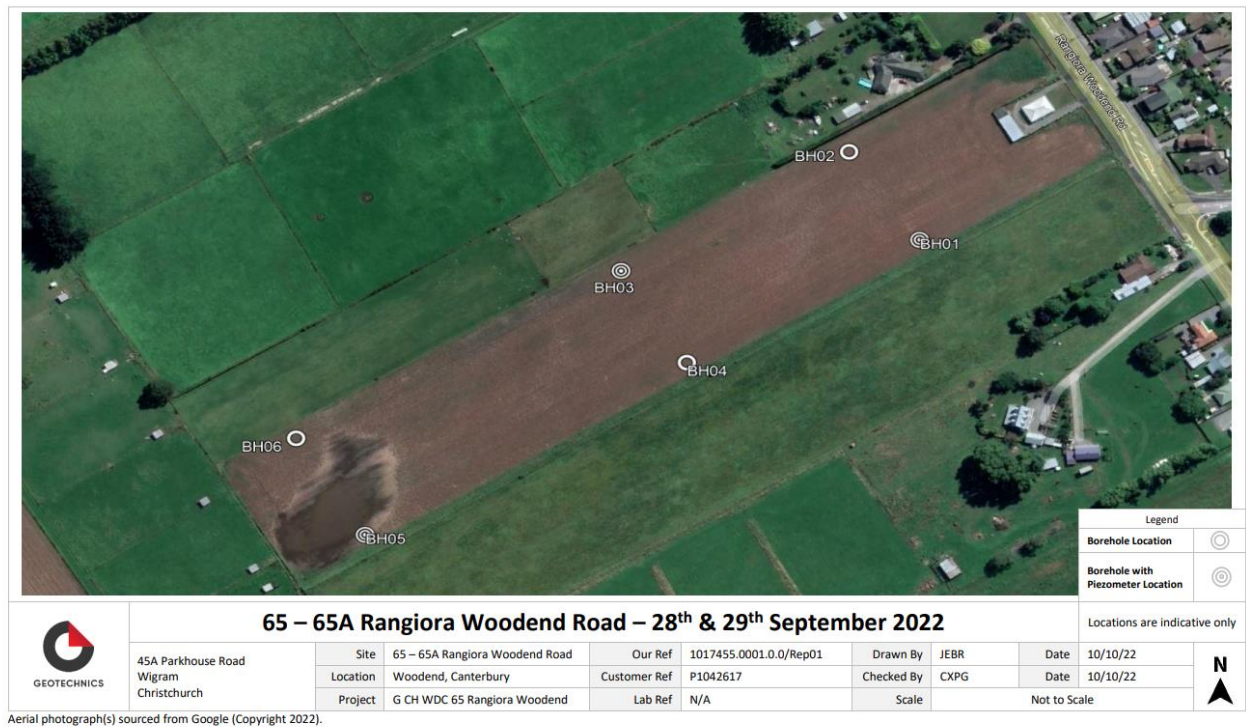 Rangiora Woodend Rd
BH02
BH01
BH03
BH04
BH06
BH05
Legend
Borehole Location
Borehole with
Piezometer Location
Locations are indicative only
65 – 65A Rangiora Woodend Road – 28th & 29th September 2022
GEOTECHNICS
45A Parkhouse Road
Wigram
Christchurch
Site 65 – 65A Rangiora Woodend Road Our Ref 1017455.0001.0.0/Rep01 Drawn By JEBR Date 10/10/22
Location Woodend, Canterbury Customer Ref P1042617 Checked By CXPG Date 10/10/22
Project G CH WDC 65 Rangiora Woodend Lab Ref N/A Scale Not to Scale
N
Aerial photograph(s) sourced from Google (Copyright 2022).